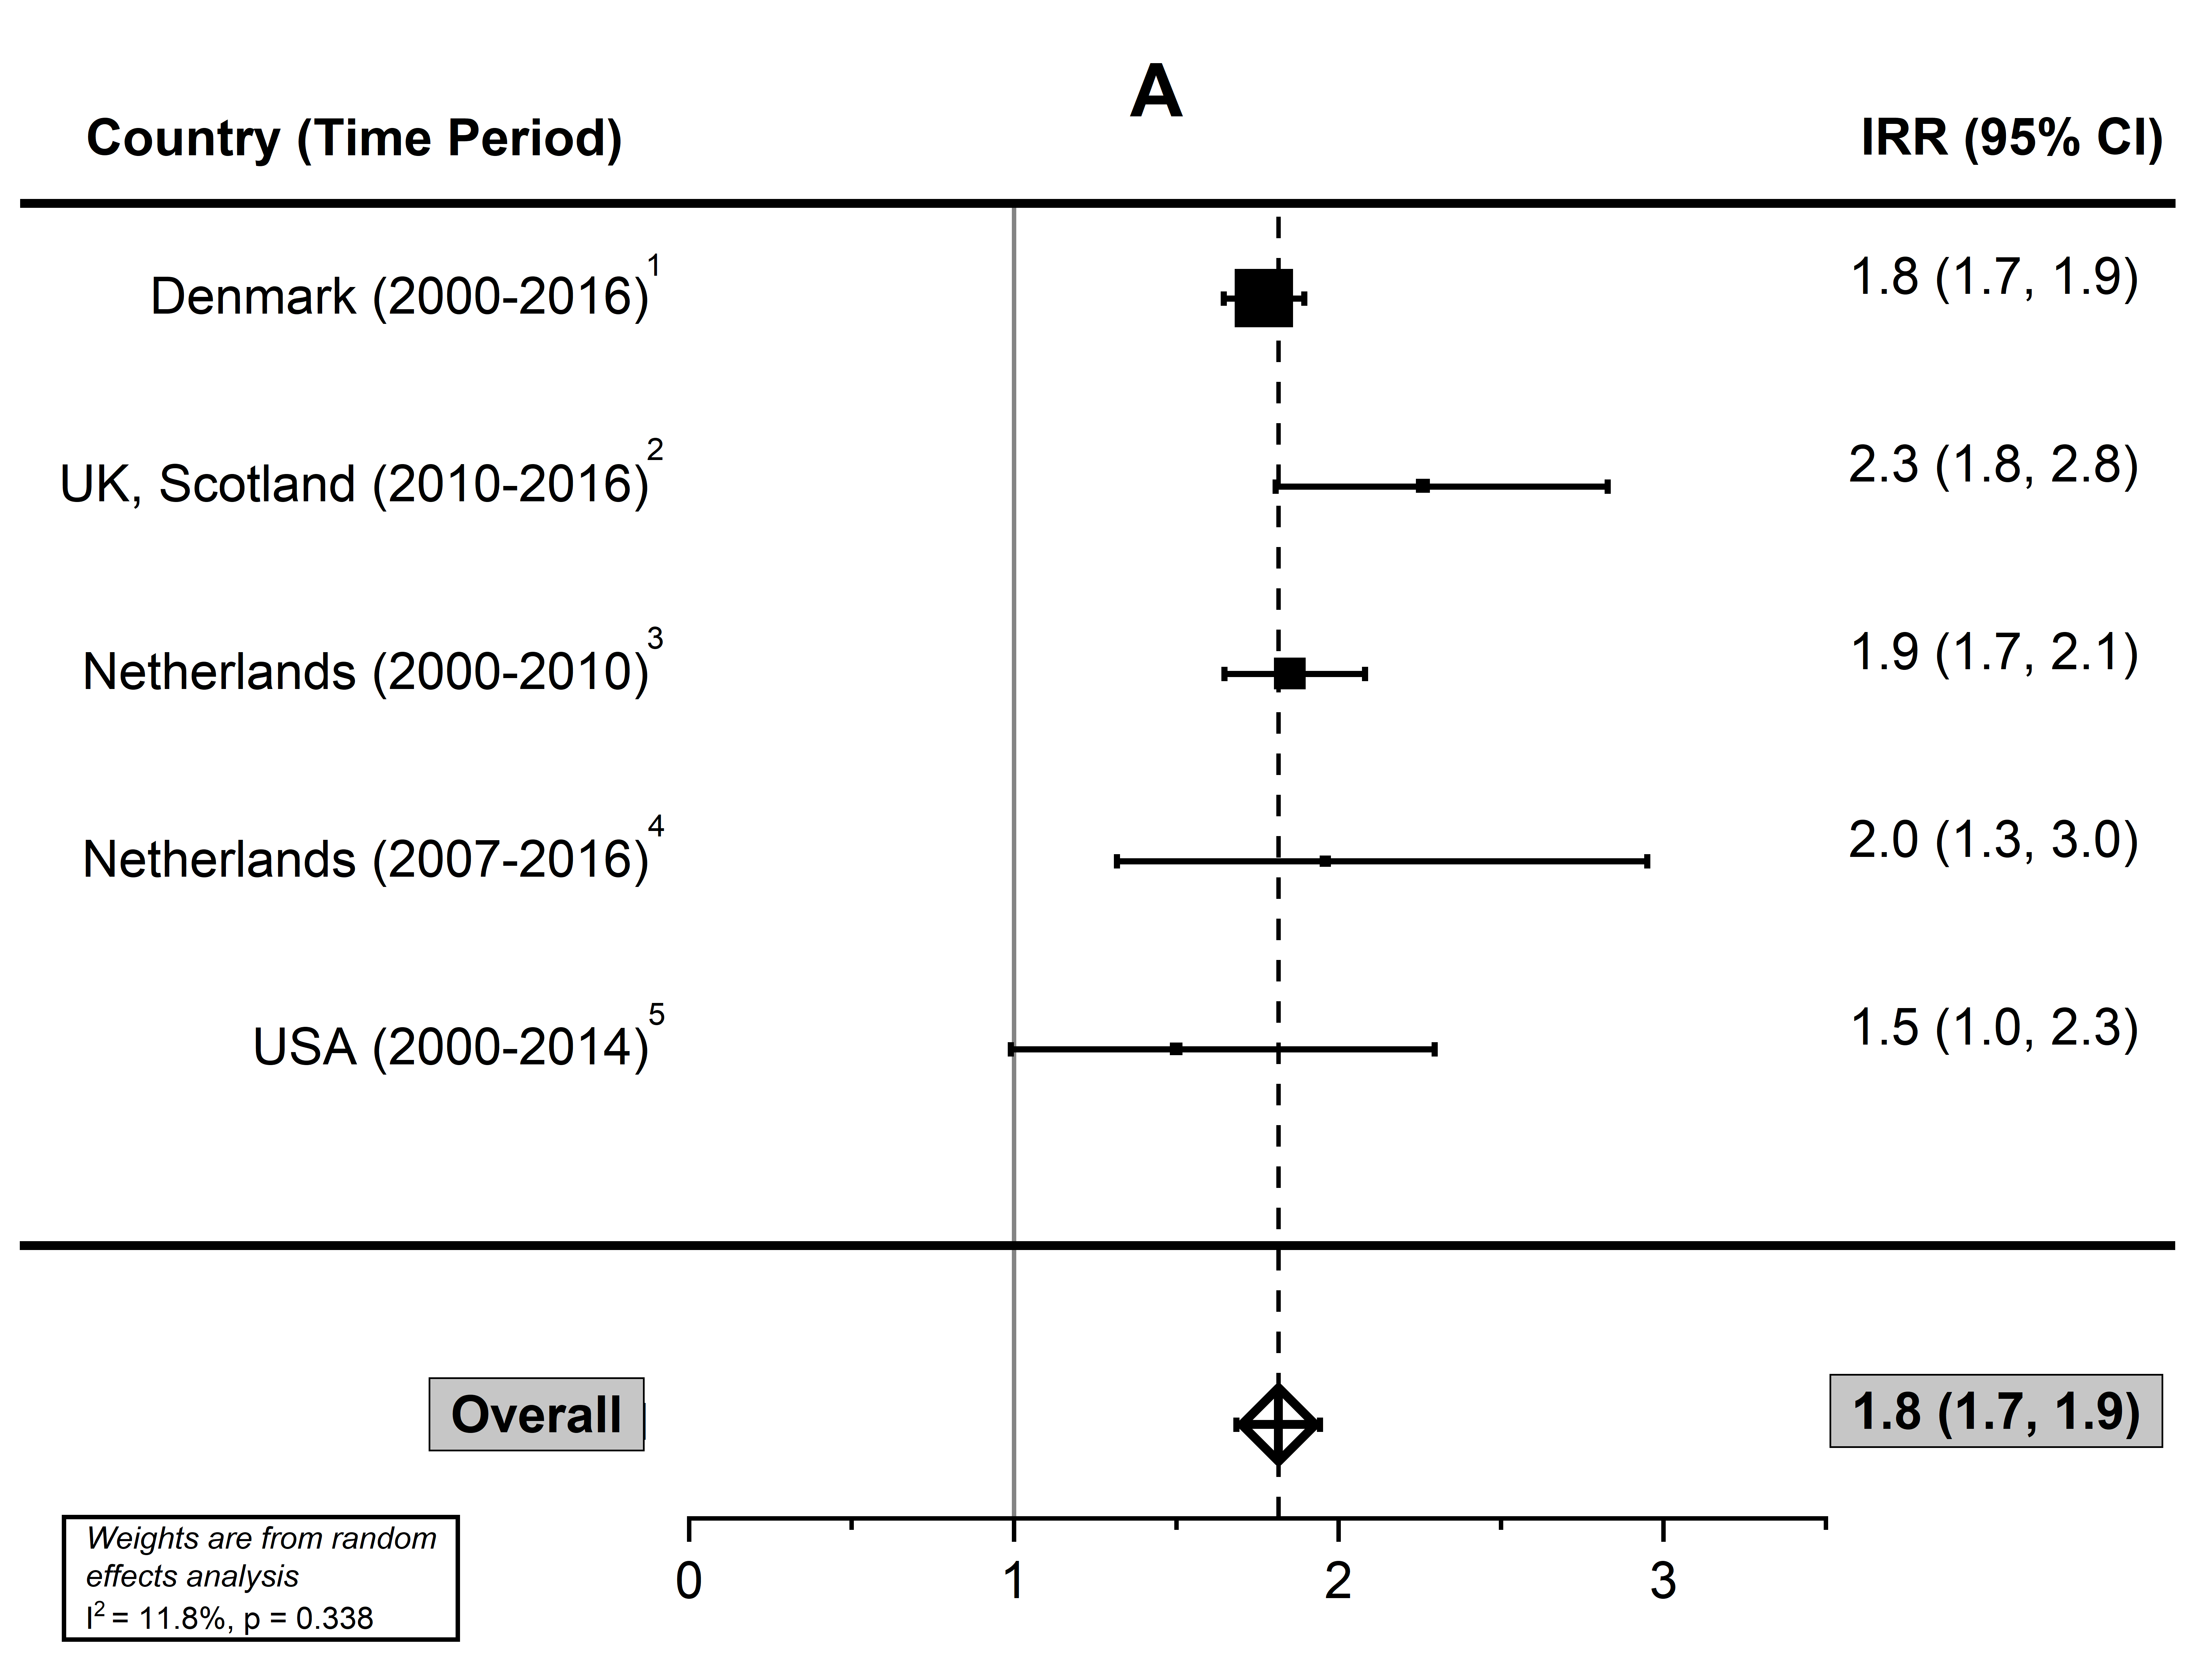 A
Country (Time Period) IRR (95% CI)
Denmark (2000-2016)¹ 1.8 (1.7, 1.9)
UK, Scotland (2010-2016)² 2.3 (1.8, 2.8)
Netherlands (2000-2010)³ 1.9 (1.7, 2.1)
Netherlands (2007-2016)⁴ 2.0 (1.3, 3.0)
USA (2000-2014)⁵ 1.5 (1.0, 2.3)
Overall 1.8 (1.7, 1.9)
0 1 2 3
Weights are from random
effects analysis
I² = 11.8%, p = 0.338